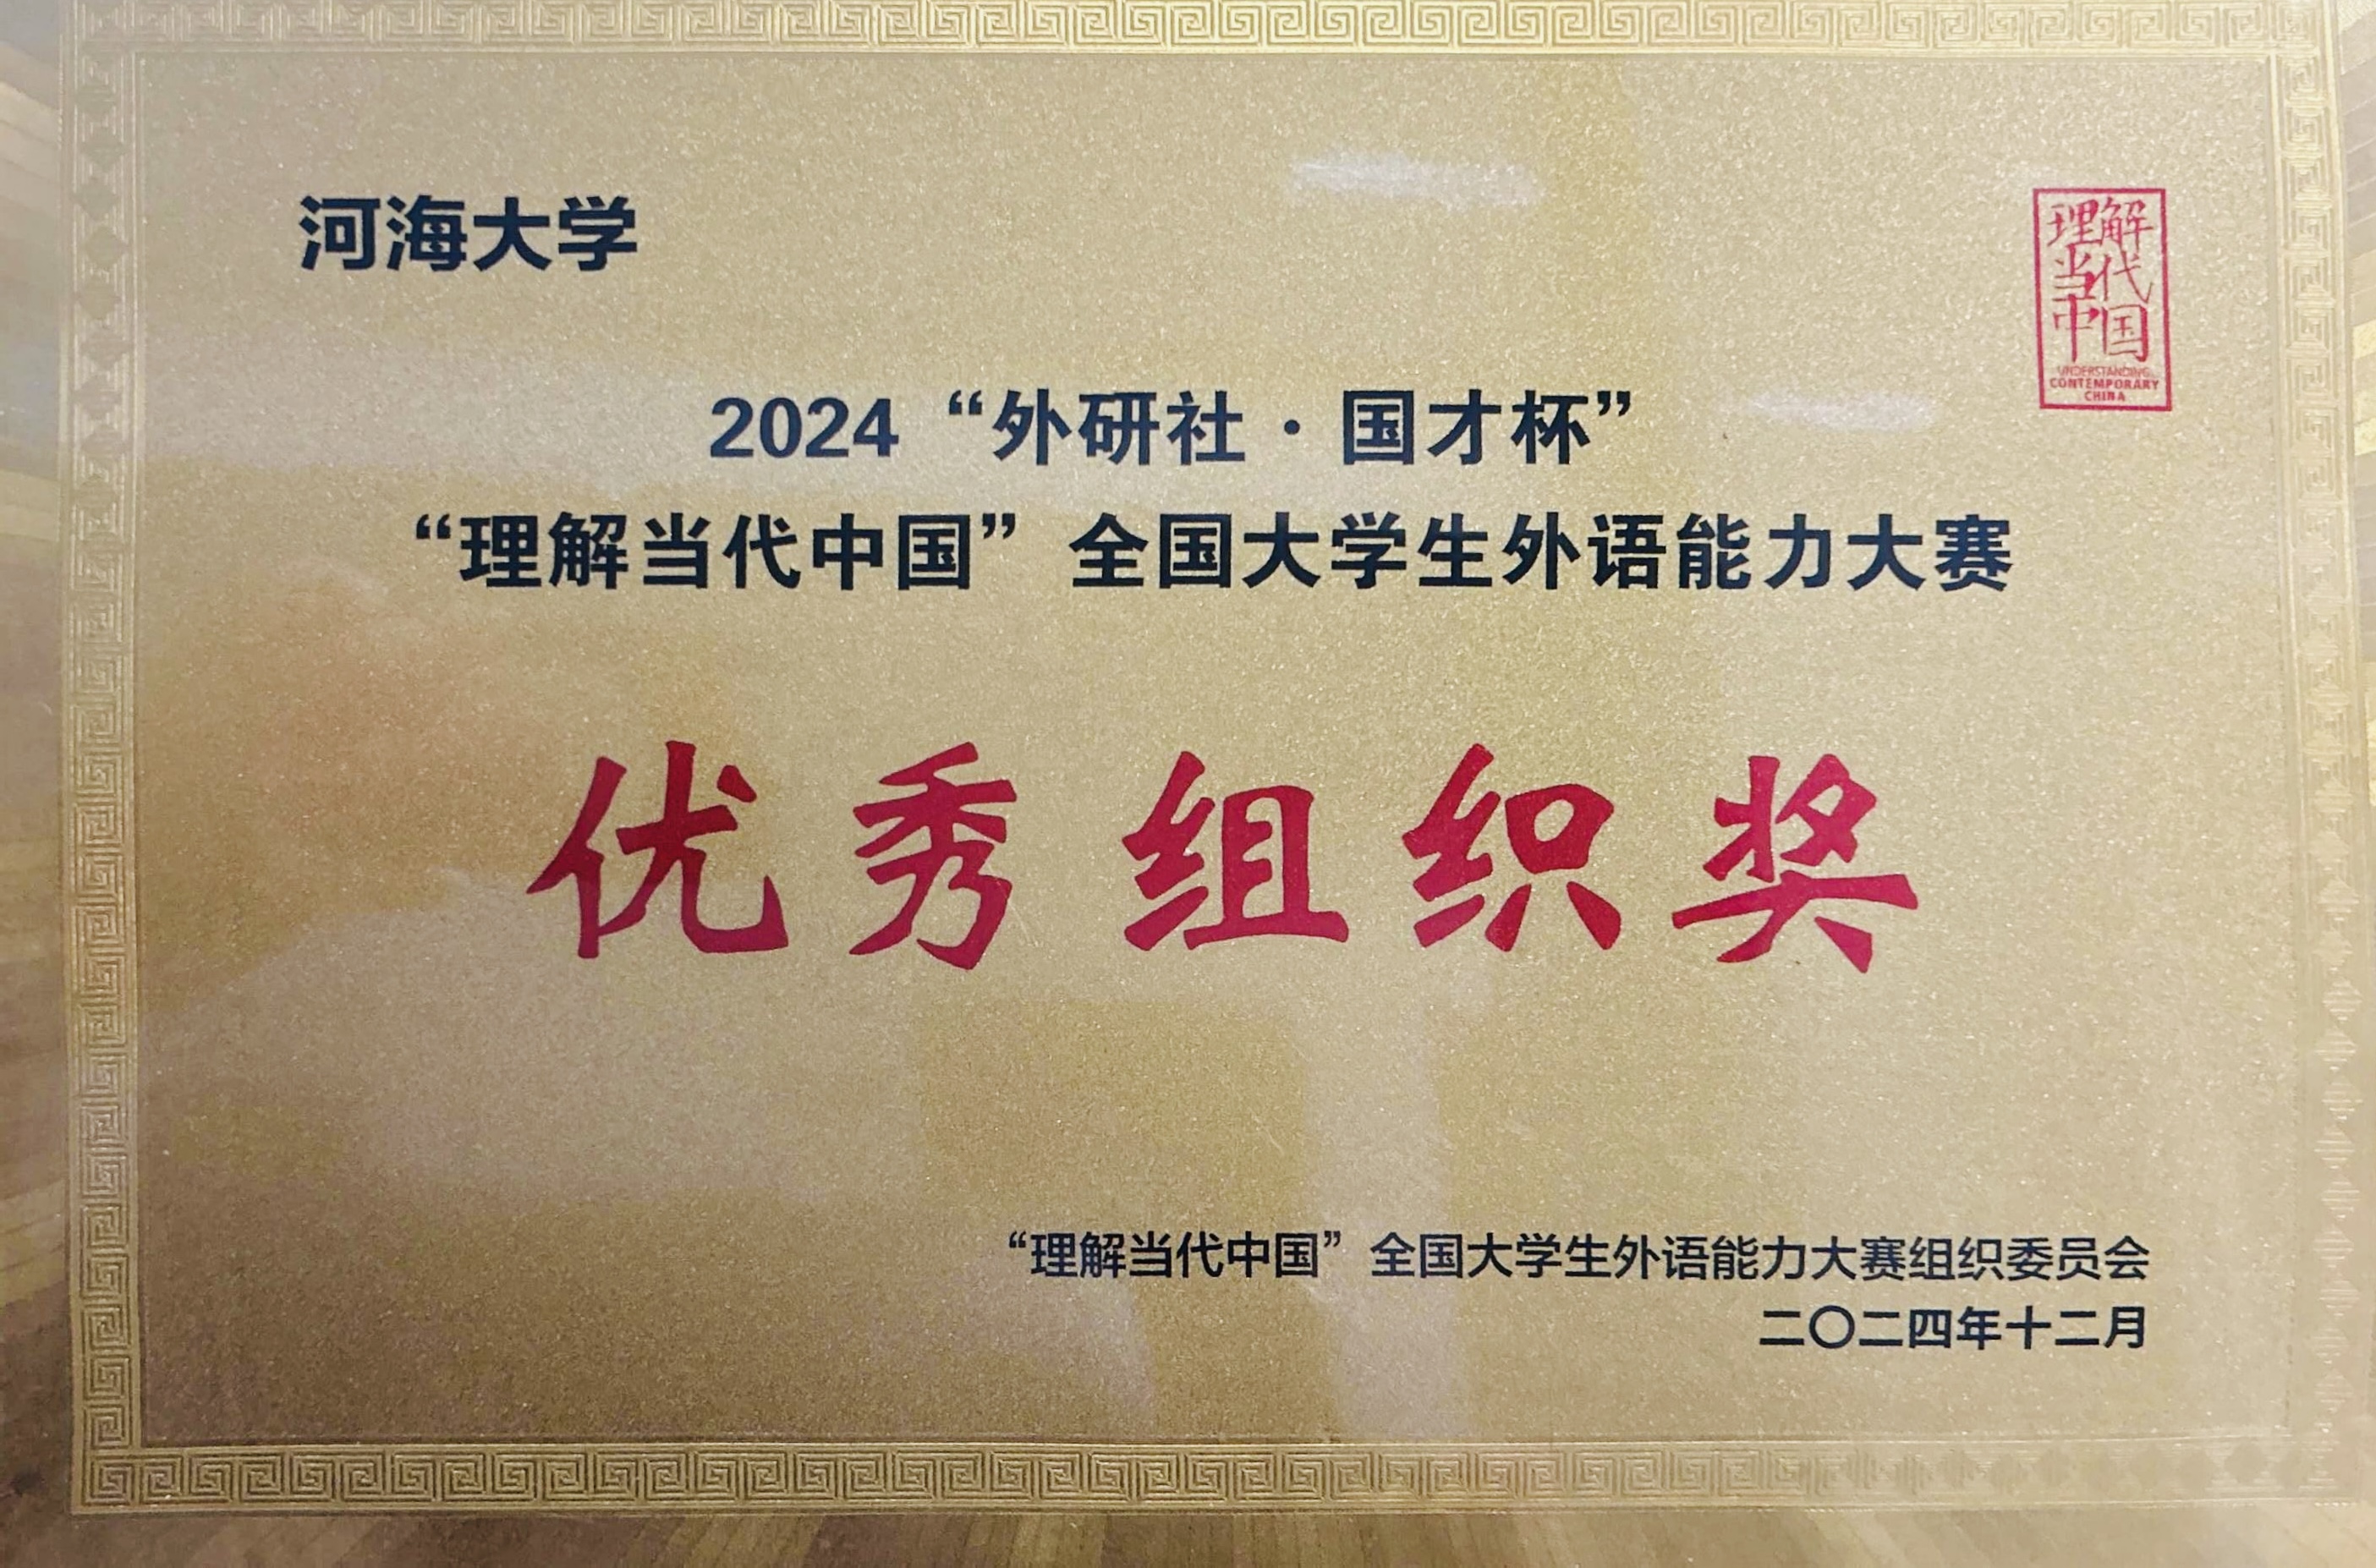 河海大学
理解
当代
中国
UNDERSTANDING
CONTEMPORARY
CHINA
2024“外研社·国才杯”
“理解当代中国”全国大学生外语能力大赛
优秀组织奖
“理解当代中国”全国大学生外语能力大赛组织委员会
二〇二四年十二月